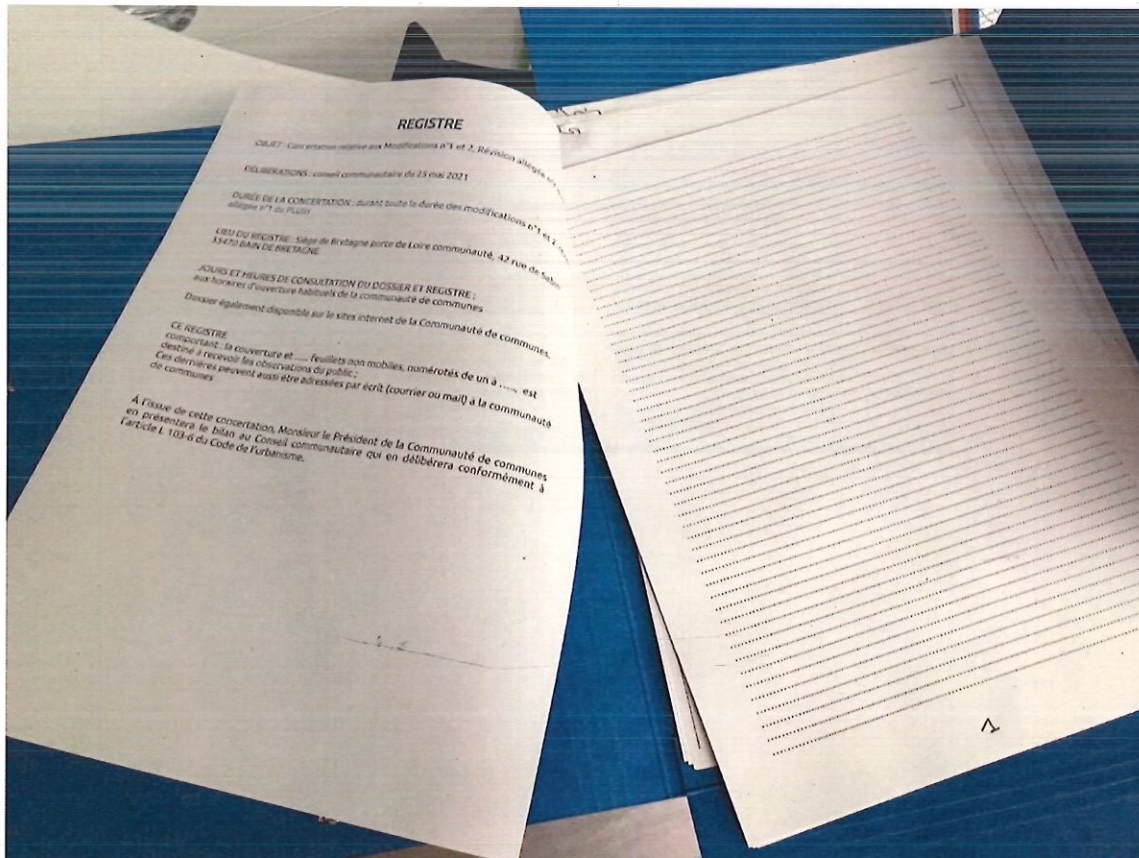 REGISTRE
OBJET : Concertation relative aux Modifications n°1 et 2, Révision allégée n°1
DÉLIBÉRATIONS : conseil communautaire du 25 mai 2021
DURÉE DE LA CONCERTATION : durant toute la durée des modifications n°1 et 2
allégée n°1 du PLUIH
LIEU DU REGISTRE : Siège de Bretagne porte de Loire communauté, 42 rue de
35470 BAIN DE BRETAGNE
JOURS ET HEURES DE CONSULTATION DU DOSSIER ET REGISTRE :
aux horaires d'ouverture habituels de la communauté de communes
Dossier également disponible sur le sites internet de la Communauté de communes.
CE REGISTRE
comportant : la couverture et ..... feuillets non mobiles, numérotés de un à ...... est
destiné à recevoir les observations du public ;
Ces dernières peuvent aussi être adressées par écrit (courrier ou mail) à la communauté
de communes
À l'issue de cette concertation, Monsieur le Président de la Communauté de communes
en présentera le bilan au Conseil communautaire qui en délibérera conformément à
l'article L 103-6 du Code de l'urbanisme.
1